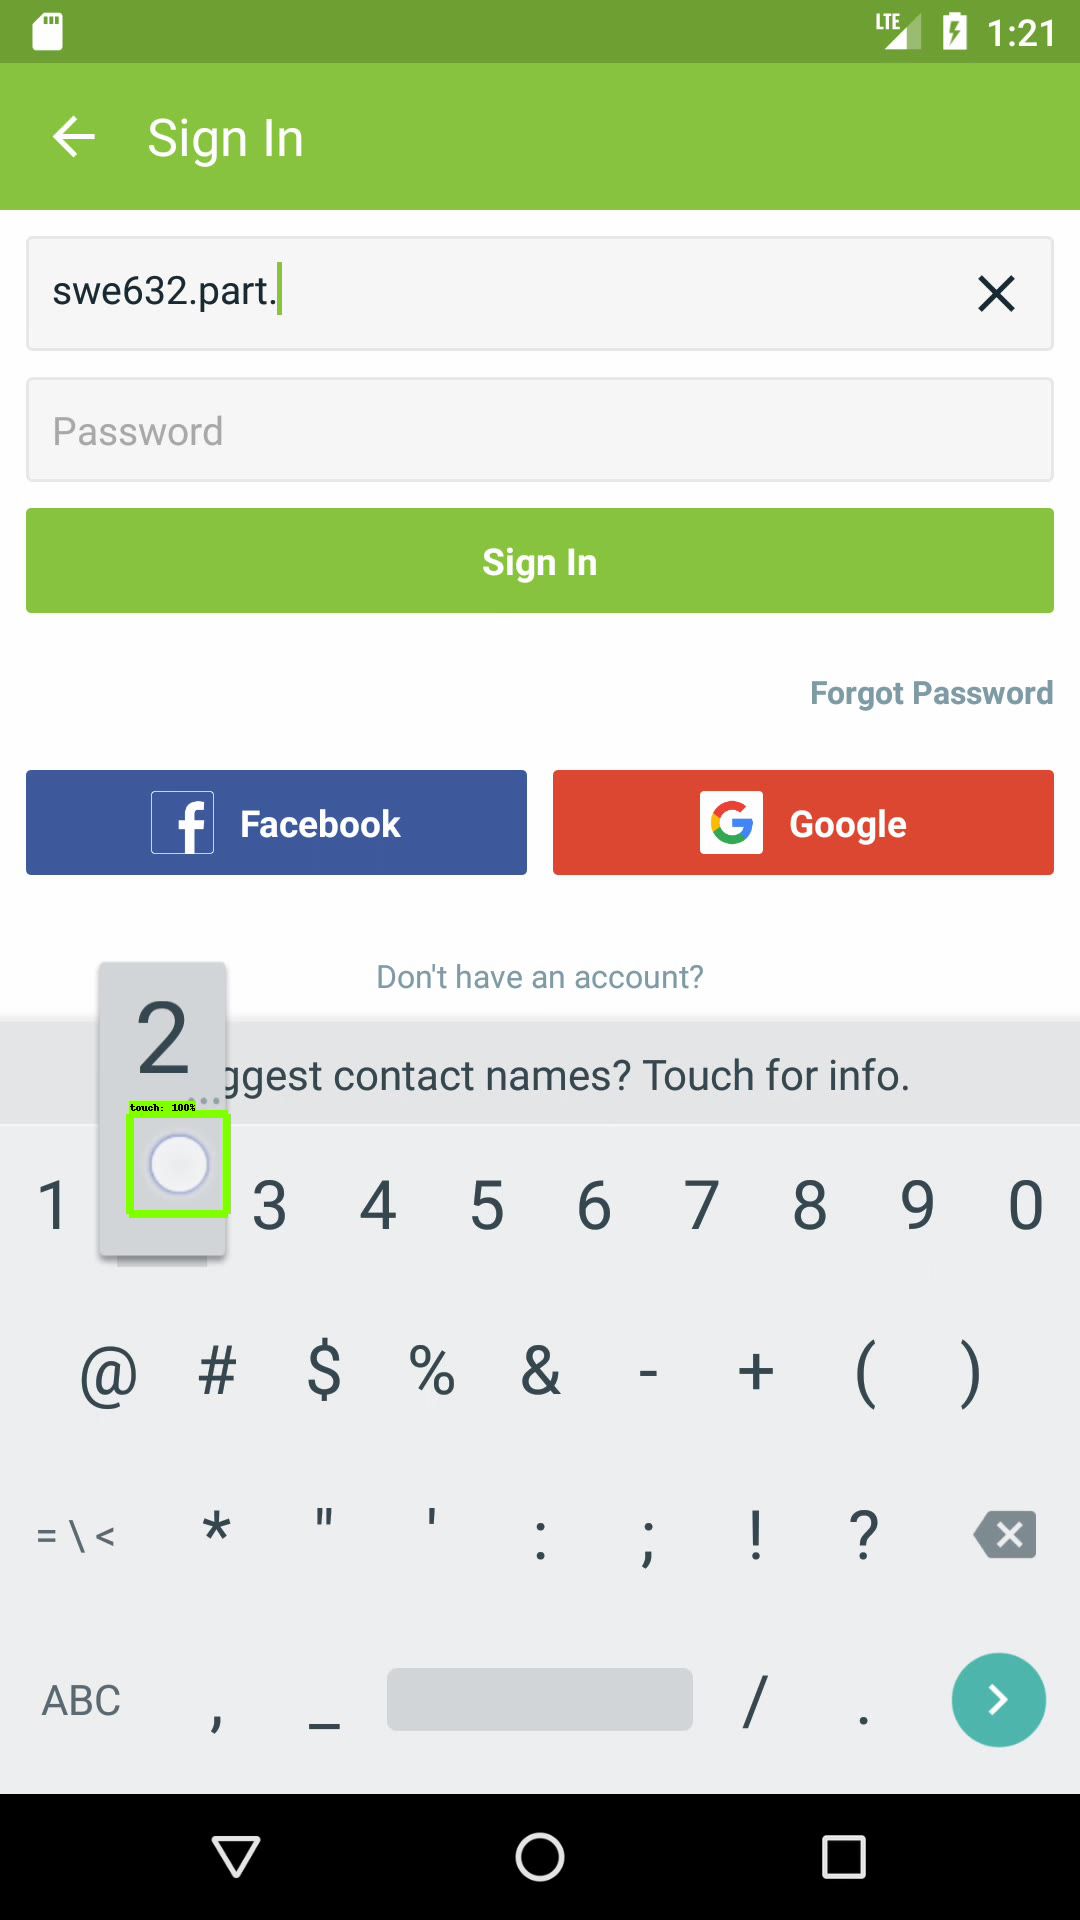 LTE 1:21
Sign In
swe632.part.
Password
Sign In
Forgot Password
Facebook
Google
Don't have an account?
ggest contact names? Touch for info.
2
touch: 100%
1 3 4 5 6 7 8 9 0
@ # $ % & - + ( )
= \ < * " ' : ; ! ?
ABC , _ / .